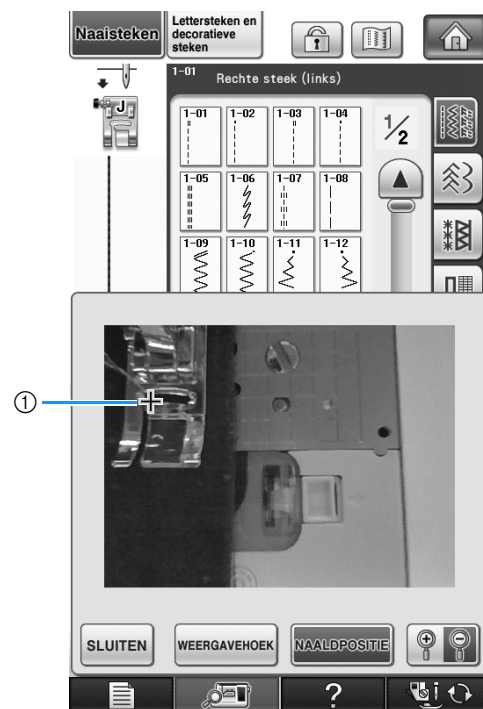 Naaisteken
Lettersteken en
decoratieve
steken
J
1-01 Rechte steek (links)
1-01 1-02 1-03 1-04
1/2
1-05 1-06 1-07 1-08
1-09 1-10 1-11 1-12
1
SLUITEN WEERGAVEHOEK NAALDPOSITIE
?